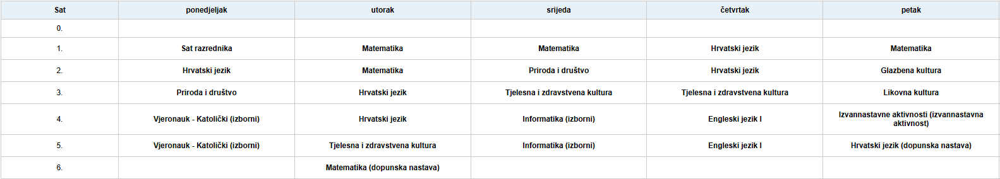 Sat ponedjeljak utorak srijeda četvrtak petak
0.
1. Sat razrednika Matematika Matematika Hrvatski jezik Matematika
2. Hrvatski jezik Matematika Priroda i društvo Hrvatski jezik Glazbena kultura
3. Priroda i društvo Hrvatski jezik Tjelesna i zdravstvena kultura Tjelesna i zdravstvena kultura Likovna kultura
4. Vjeronauk - Katolički (izborni) Hrvatski jezik Informatika (izborni) Engleski jezik I Izvannastavne aktivnosti (izvannastavna
aktivnost)
5. Vjeronauk - Katolički (izborni) Tjelesna i zdravstvena kultura Informatika (izborni) Engleski jezik I Hrvatski jezik (dopunska nastava)
6. Matematika (dopunska nastava)